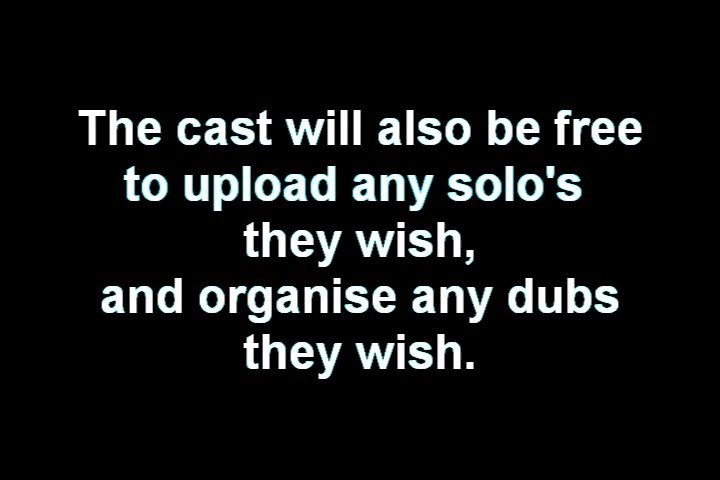 The cast will also be free
to upload any solo's
they wish,
and organise any dubs
they wish.